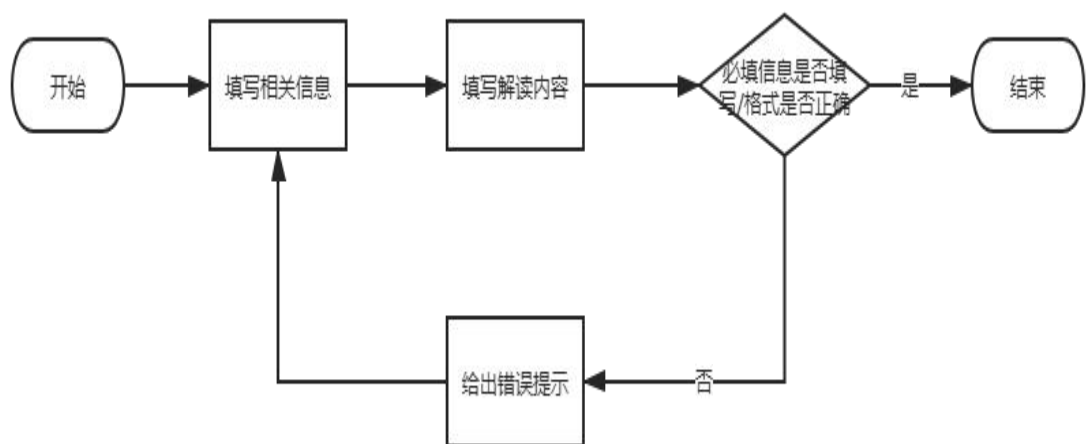 开始
填写相关信息
填写解读内容
必填信息是否填
写/格式是否正确
是
结束
给出错误提示
否